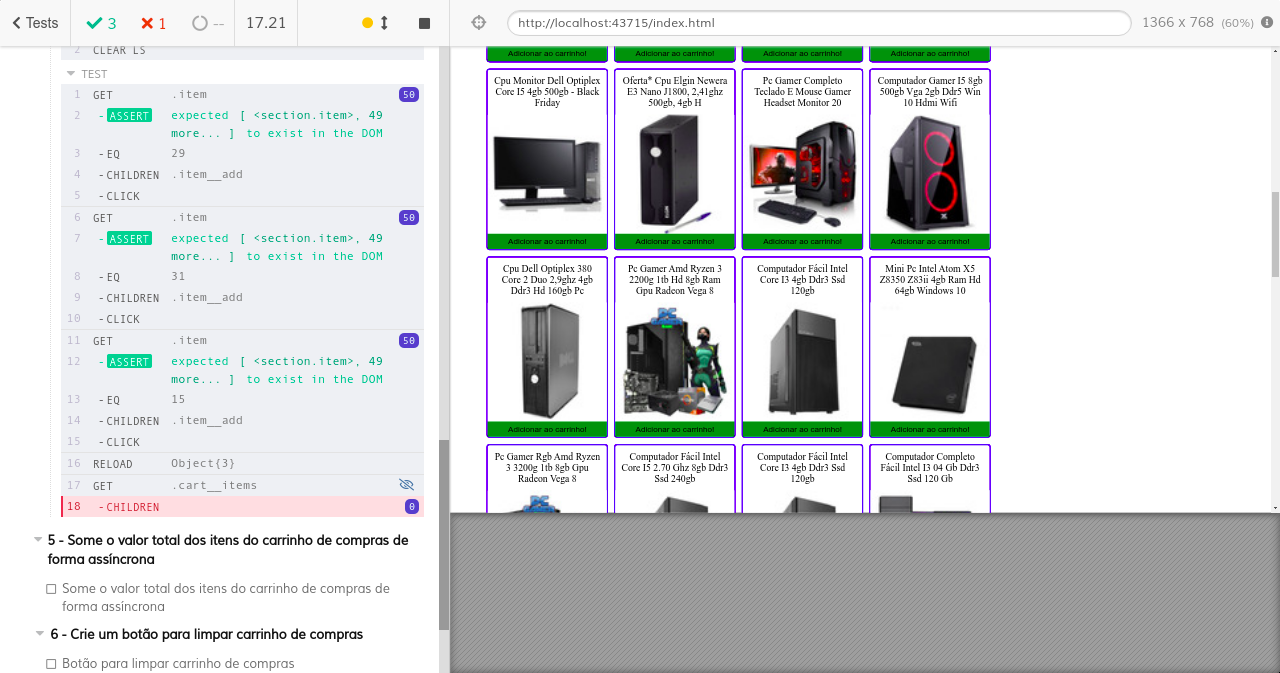 Tests
3
1
--
17.21
http://localhost:43715/index.html
1366 x 768 (60%)
2 CLEAR LS
TEST
1 GET .item 50
2 -ASSERT expected [ <section.item>, 49
more... ] to exist in the DOM
3 -EQ 29
4 -CHILDREN .item__add
5 -CLICK
6 GET .item 50
7 -ASSERT expected [ <section.item>, 49
more... ] to exist in the DOM
8 -EQ 31
9 -CHILDREN .item__add
10 -CLICK
11 GET .item 50
12 -ASSERT expected [ <section.item>, 49
more... ] to exist in the DOM
13 -EQ 15
14 -CHILDREN .item__add
15 -CLICK
16 RELOAD Object{3}
17 GET .cart__items
18 -CHILDREN 0
5 - Some o valor total dos itens do carrinho de compras de
forma assíncrona
Some o valor total dos itens do carrinho de compras de
forma assíncrona
6 - Crie um botão para limpar carrinho de compras
Botão para limpar carrinho de compras
Adicionar ao carrinho!
Adicionar ao carrinho!
Adicionar ao carrinho!
Adicionar ao carrinho!
Cpu Monitor Dell Optiplex
Core I5 4gb 500gb - Black
Friday
Adicionar ao carrinho!
Oferta* Cpu Elgin Newera
E3 Nano J1800, 2,41ghz
500gb, 4gb H
Adicionar ao carrinho!
Pc Gamer Completo
Teclado E Mouse Gamer
Headset Monitor 20
Adicionar ao carrinho!
Computador Gamer I5 8gb
500gb Vga 2gb Ddr5 Win
10 Hdmi Wifi
Adicionar ao carrinho!
Cpu Dell Optiplex 380
Core 2 Duo 2,9ghz 4gb
Ddr3 Hd 160gb Pc
Adicionar ao carrinho!
Pc Gamer Amd Ryzen 3
2200g 1tb Hd 8gb Ram
Gpu Radeon Vega 8
Adicionar ao carrinho!
Computador Fácil Intel
Core I3 4gb Ddr3 Ssd
120gb
Adicionar ao carrinho!
Mini Pc Intel Atom X5
Z8350 Z83ii 4gb Ram Hd
64gb Windows 10
Adicionar ao carrinho!
Pc Gamer Rgb Amd Ryzen
3 3200g 1tb 8gb Gpu
Radeon Vega 8
Computador Fácil Intel
Core I5 2.70 Ghz 8gb Ddr3
Ssd 240gb
Computador Fácil Intel
Core I3 4gb Ddr3 Ssd
120gb
Computador Completo
Fácil Intel I3 04 Gb Ddr3
Ssd 120 Gb